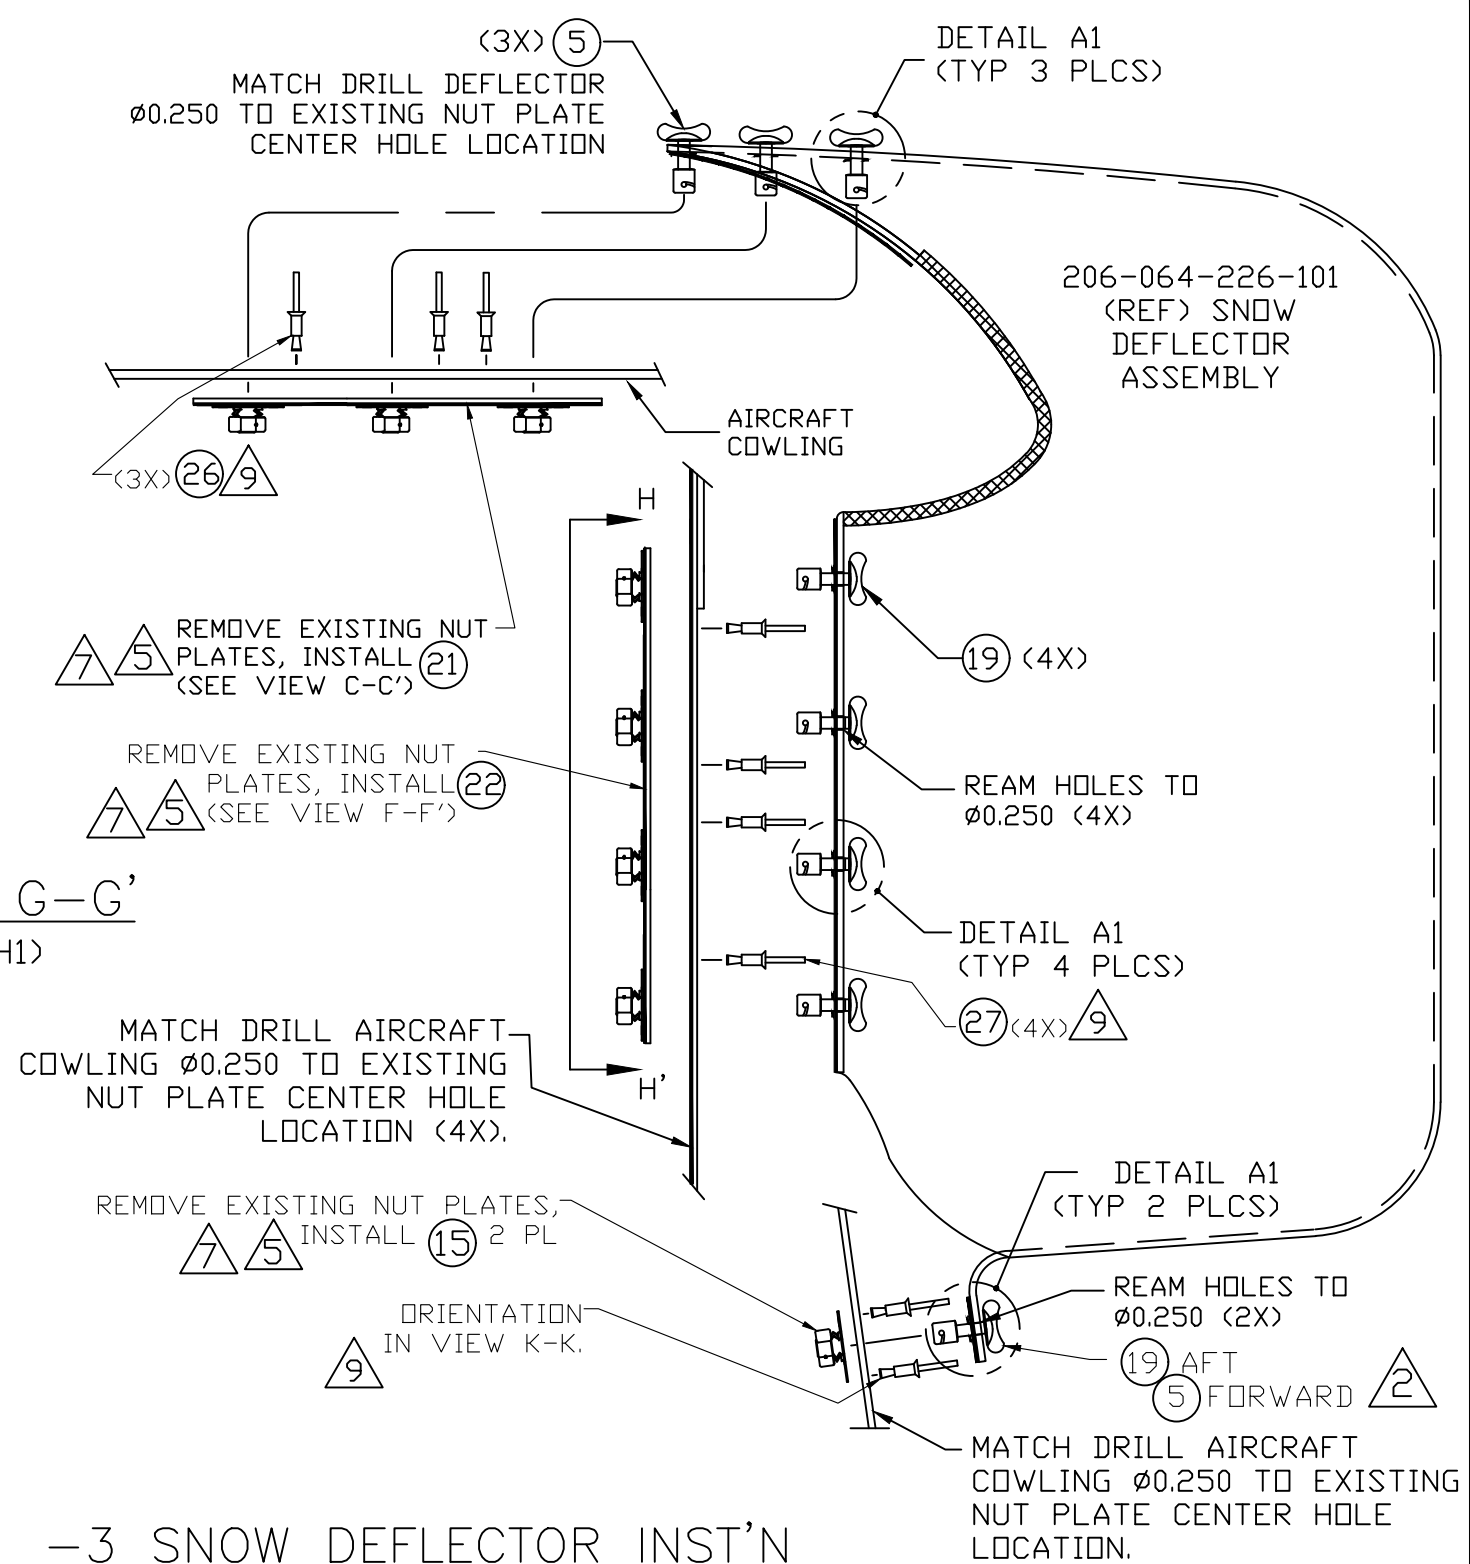 (3X) 5
MATCH DRILL DEFLECTOR
Ø0.250 TO EXISTING NUT PLATE
CENTER HOLE LOCATION
DETAIL A1
(TYP 3 PLCS)
206-064-226-101
(REF) SNOW
DEFLECTOR
ASSEMBLY
AIRCRAFT
COWLING
(3X) 26 9
H
REMOVE EXISTING NUT
7 5 PLATES, INSTALL 21
(SEE VIEW C-C')
19 (4X)
REMOVE EXISTING NUT
PLATES, INSTALL 22
7 5 (SEE VIEW F-F')
REAM HOLES TO
Ø0.250 (4X)
G-G'
H1)
DETAIL A1
(TYP 4 PLCS)
27 (4X) 9
MATCH DRILL AIRCRAFT
COWLING Ø0.250 TO EXISTING
NUT PLATE CENTER HOLE
LOCATION (4X).
H'
REMOVE EXISTING NUT PLATES,
7 5 INSTALL 15 2 PL
DETAIL A1
(TYP 2 PLCS)
ORIENTATION
IN VIEW K-K.
9
REAM HOLES TO
Ø0.250 (2X)
19 AFT
5 FORWARD 2
MATCH DRILL AIRCRAFT
COWLING Ø0.250 TO EXISTING
NUT PLATE CENTER HOLE
LOCATION.
-3 SNOW DEFLECTOR INST'N